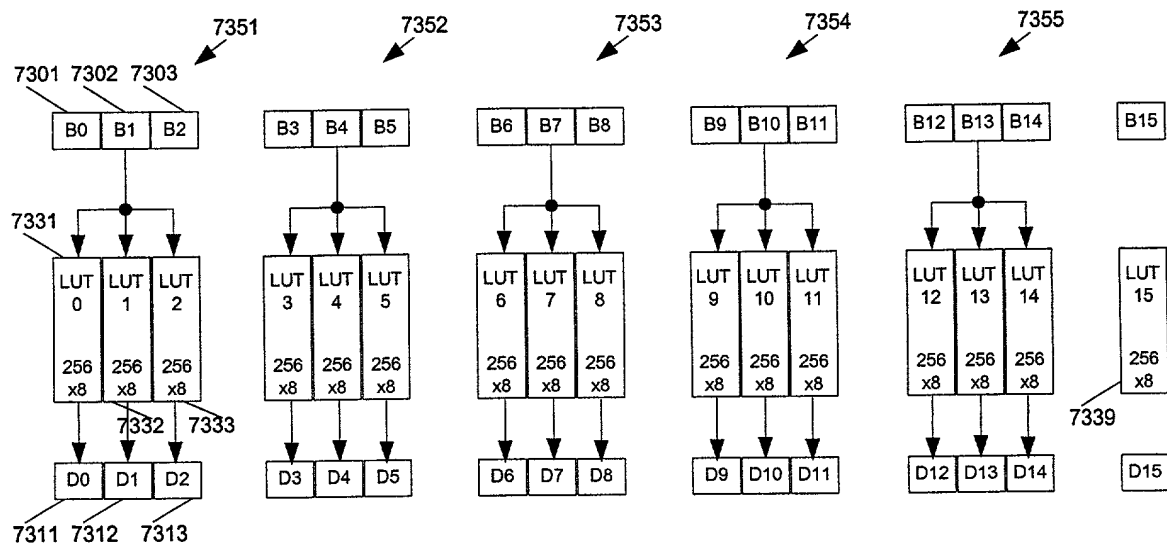 7351 7352 7353 7354 7355
7301 7302 7303
B0 B1 B2 B3 B4 B5 B6 B7 B8 B9 B10 B11 B12 B13 B14 B15
7331
LUT LUT LUT LUT LUT LUT LUT LUT LUT LUT LUT LUT LUT LUT LUT LUT
0 1 2 3 4 5 6 7 8 9 10 11 12 13 14 15
256 256 256 256 256 256 256 256 256 256 256 256 256 256 256 256
x8 x8 x8 x8 x8 x8 x8 x8 x8 x8 x8 x8 x8 x8 x8 x8
7332 7333 7339
D0 D1 D2 D3 D4 D5 D6 D7 D8 D9 D10 D11 D12 D13 D14 D15
7311 7312 7313